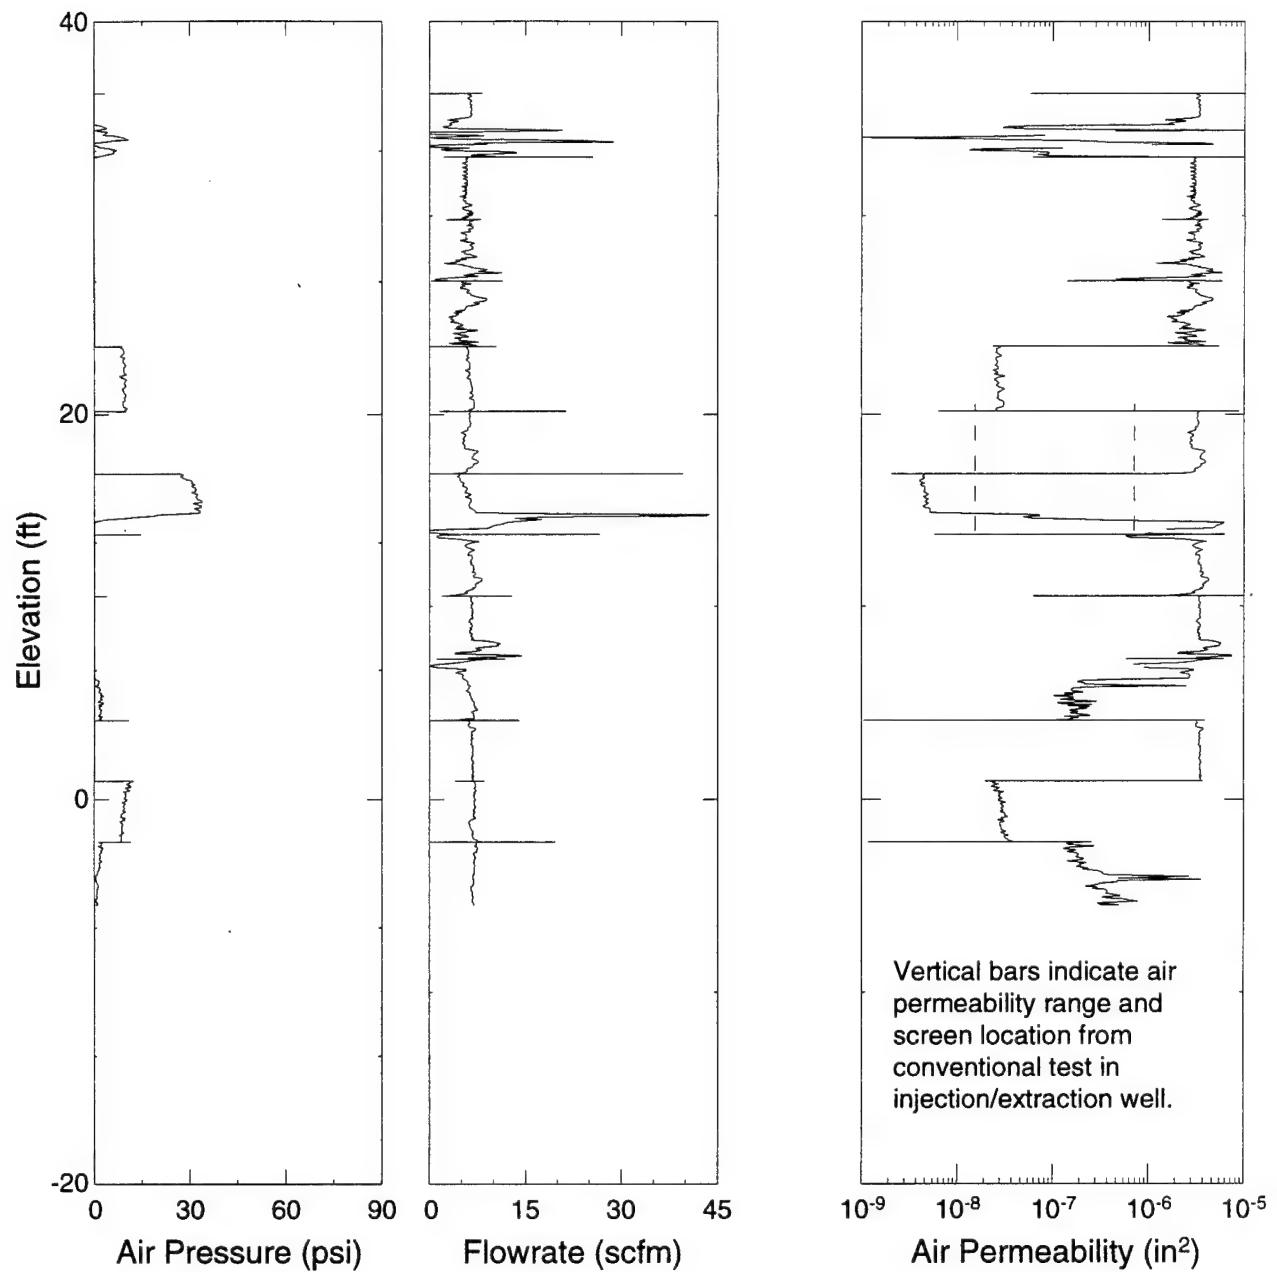 40
20
0
-20
Elevation (ft)
0 30 60 90
Air Pressure (psi)
0 15 30 45
Flowrate (scfm)
10-9 10-8 10-7 10-6 10-5
Air Permeability (in2)
Vertical bars indicate air
permeability range and
screen location from
conventional test in
injection/extraction well.